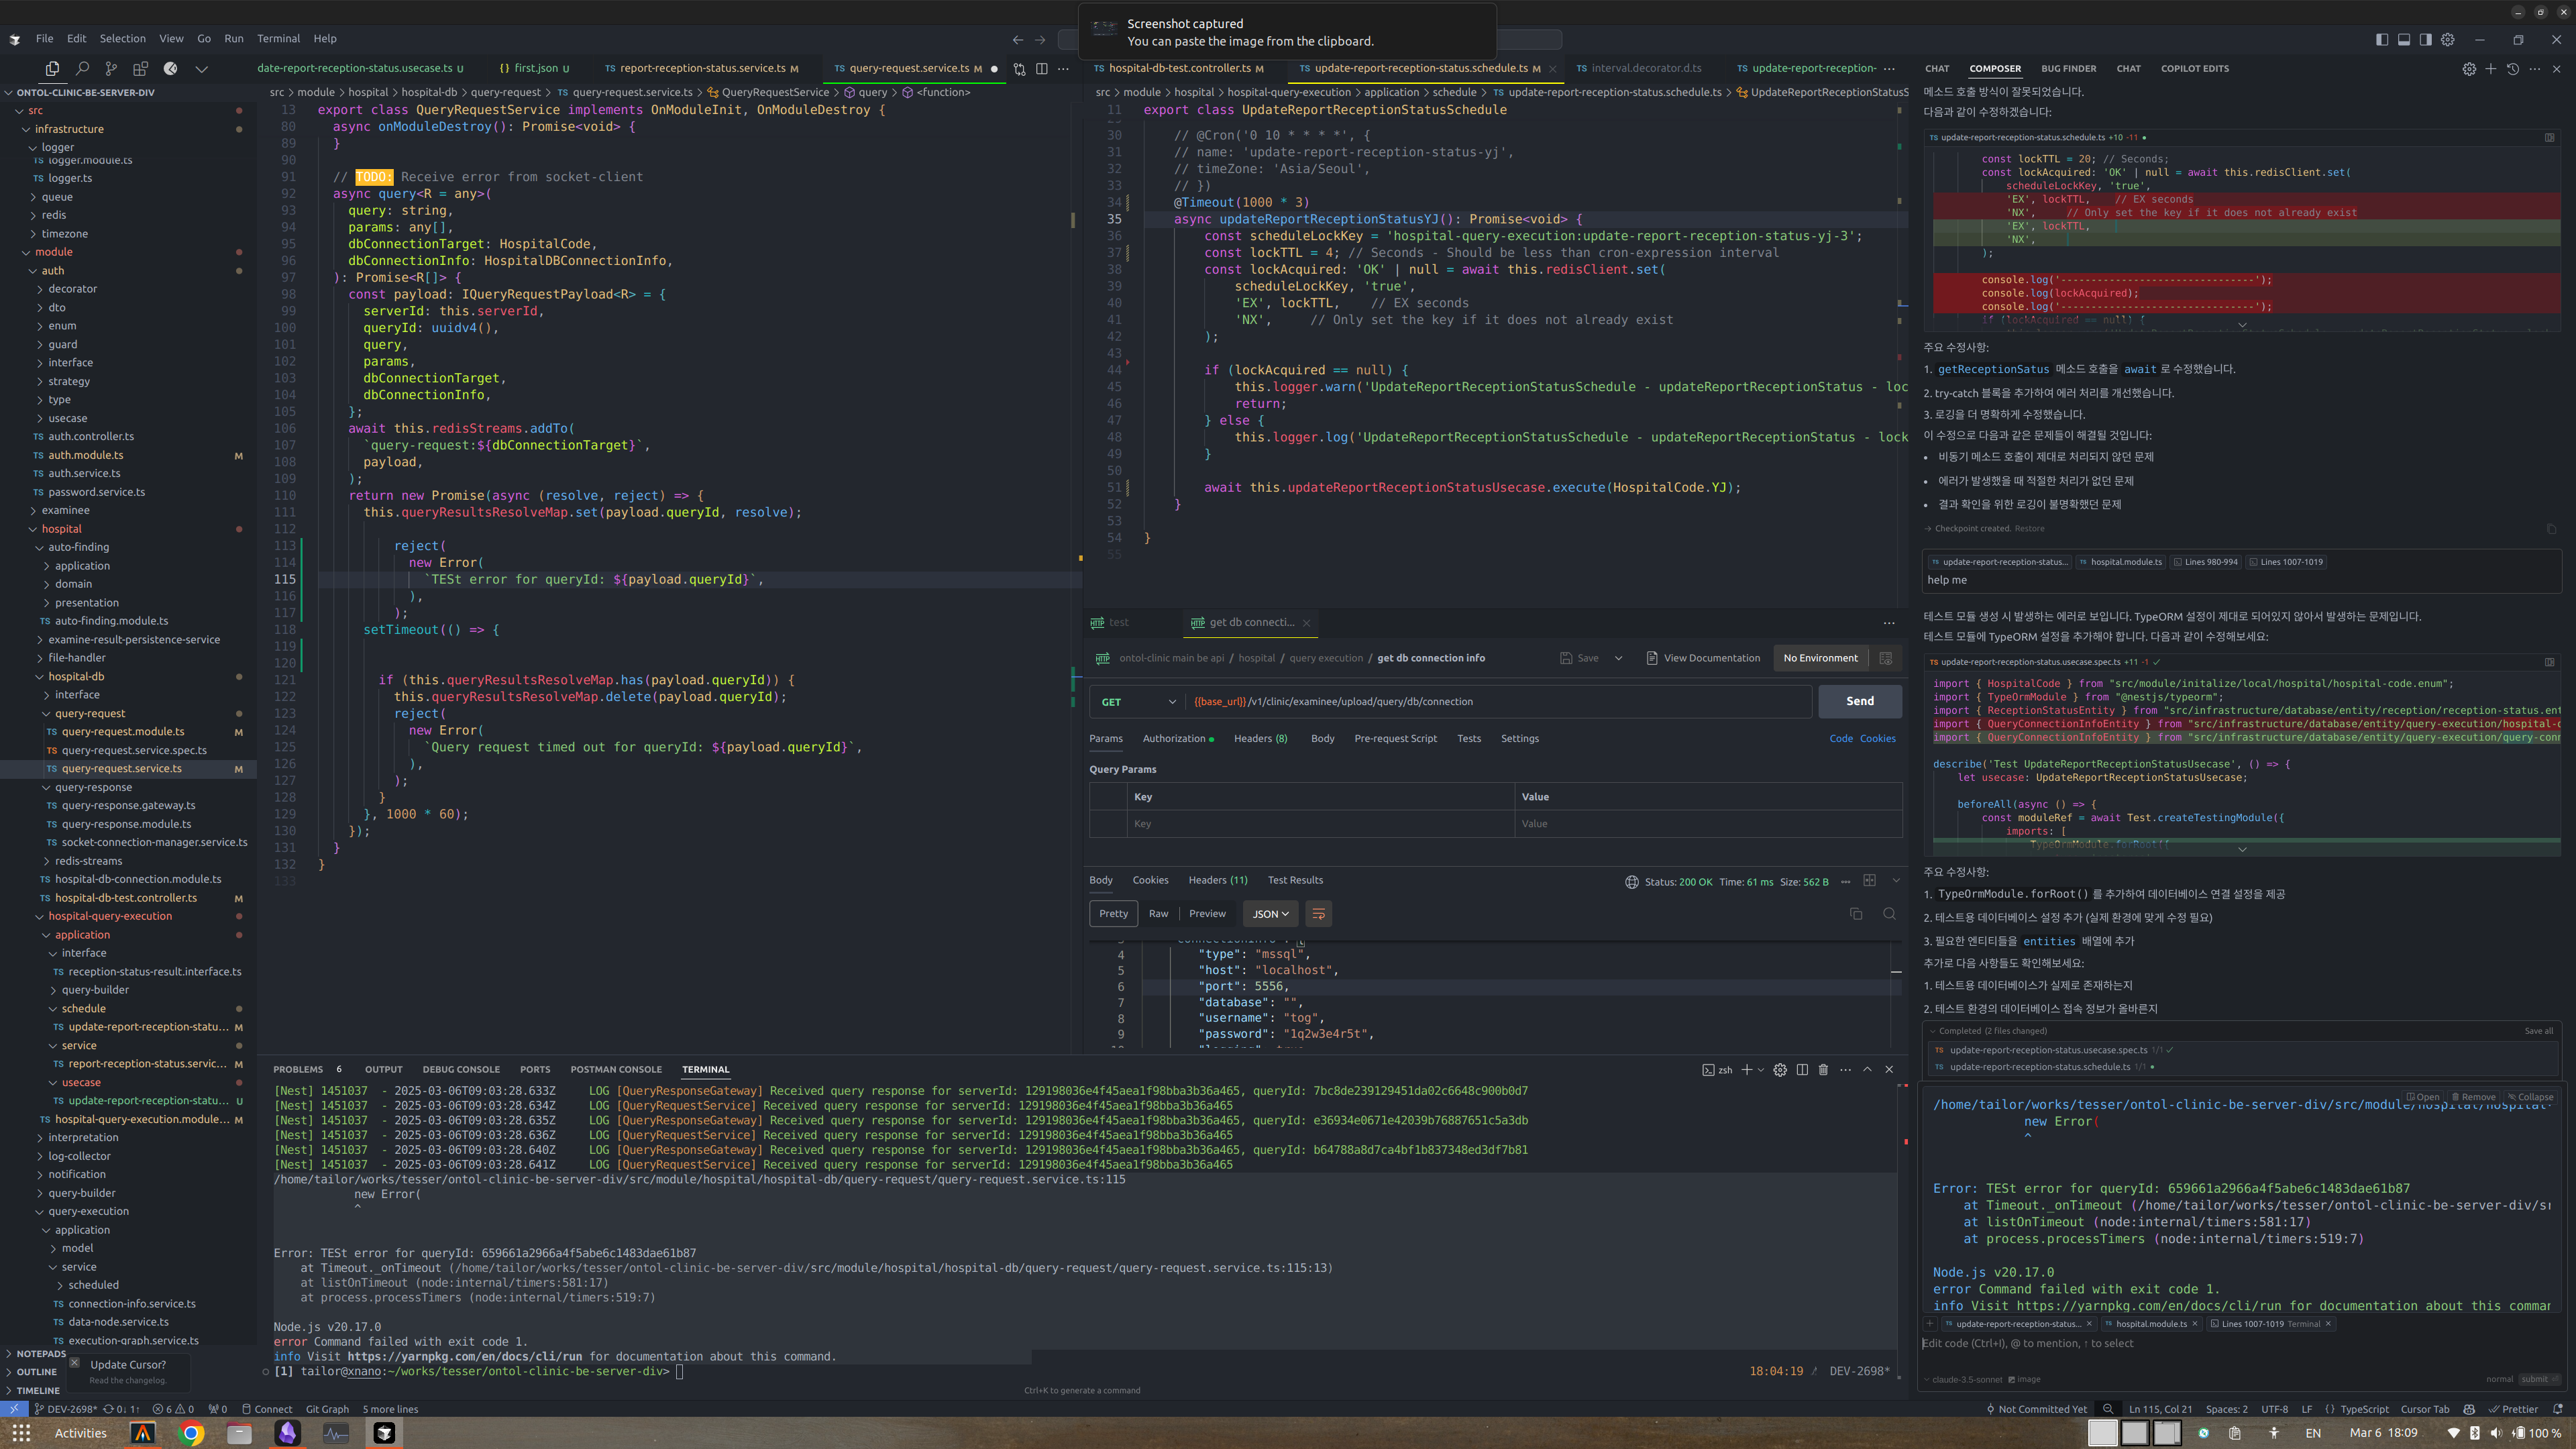 Screenshot captured
You can paste the image from the clipboard.
File Edit Selection View Go Run Terminal Help
date-report-reception-status.usecase.ts U
{} first.json U
TS report-reception-status.service.ts M
TS query-request.service.ts M
src > module > hospital > hospital-db > query-request > TS query-request.service.ts > QueryRequestService > query > <function>
ONTOL-CLINIC-BE-SERVER-DIV
src
infrastructure
logger
TS logger.module.ts
TS logger.ts
queue
redis
timezone
module
auth
decorator
dto
enum
guard
interface
strategy
type
usecase
TS auth.controller.ts
TS auth.module.ts M
TS auth.service.ts
TS password.service.ts
examinee
hospital
auto-finding
application
domain
presentation
TS auto-finding.module.ts
examine-result-persistence-service
file-handler
hospital-db
interface
query-request
TS query-request.module.ts M
TS query-request.service.spec.ts
TS query-request.service.ts M
query-response
TS query-response.gateway.ts
TS query-response.module.ts
TS socket-connection-manager.service.ts
redis-streams
TS hospital-db-connection.module.ts
TS hospital-db-test.controller.ts M
hospital-query-execution
application
interface
TS reception-status-result.interface.ts
query-builder
schedule
TS update-report-reception-statu... M
service
TS report-reception-status.servic... M
usecase
TS update-report-reception-statu... U
TS hospital-query-execution.module... M
interpretation
log-collector
notification
query-builder
query-execution
application
model
service
scheduled
TS connection-info.service.ts
TS data-node.service.ts
TS execution-graph.service.ts
NOTEPADS
OUTLINE
TIMELINE
Update Cursor?
Read the changelog.
13 export class QueryRequestService implements OnModuleInit, OnModuleDestroy {
80 async onModuleDestroy(): Promise<void> {
89 }
90
91 // TODO: Receive error from socket-client
92 async query<R = any>(
93 query: string,
94 params: any[],
95 dbConnectionTarget: HospitalCode,
96 dbConnectionInfo: HospitalDBConnectionInfo,
97 ): Promise<R[]> {
98 const payload: IQueryRequestPayload<R> = {
99 serverId: this.serverId,
100 queryId: uuidv4(),
101 query,
102 params,
103 dbConnectionTarget,
104 dbConnectionInfo,
105 };
106 await this.redisStreams.addTo(
107 `query-request:${dbConnectionTarget}`,
108 payload,
109 );
110 return new Promise(async (resolve, reject) => {
111 this.queryResultsResolveMap.set(payload.queryId, resolve);
112
113 reject(
114 new Error(
115 `TESt error for queryId: ${payload.queryId}`,
116 ),
117 );
118 setTimeout(() => {
119
120
121 if (this.queryResultsResolveMap.has(payload.queryId)) {
122 this.queryResultsResolveMap.delete(payload.queryId);
123 reject(
124 new Error(
125 `Query request timed out for queryId: ${payload.queryId}`,
126 ),
127 );
128 }
129 }, 1000 * 60);
130 });
131 }
132 }
133
TS hospital-db-test.controller.ts M
TS update-report-reception-status.schedule.ts M
TS interval.decorator.d.ts
TS update-report-reception-
src > module > hospital > hospital-query-execution > application > schedule > TS update-report-reception-status.schedule.ts > UpdateReportReceptionStatusS
11 export class UpdateReportReceptionStatusSchedule
30 // @Cron('0 10 * * * *', {
31 // name: 'update-report-reception-status-yj',
32 // timeZone: 'Asia/Seoul',
33 // })
34 @Timeout(1000 * 3)
35 async updateReportReceptionStatusYJ(): Promise<void> {
36 const scheduleLockKey = 'hospital-query-execution:update-report-reception-status-yj-3';
37 const lockTTL = 4; // Seconds - Should be less than cron-expression interval
38 const lockAcquired: 'OK' | null = await this.redisClient.set(
39 scheduleLockKey, 'true',
40 'EX', lockTTL, // EX seconds
41 'NX', // Only set the key if it does not already exist
42 );
43
44 if (lockAcquired == null) {
45 this.logger.warn('UpdateReportReceptionStatusSchedule - updateReportReceptionStatus - loc
46 return;
47 } else {
48 this.logger.log('UpdateReportReceptionStatusSchedule - updateReportReceptionStatus - lock
49 }
50
51 await this.updateReportReceptionStatusUsecase.execute(HospitalCode.YJ);
52 }
53
54 }
55
HTTP test
HTTP get db connecti...
HTTP ontol-clinic main be api / hospital / query execution / get db connection info
Save
View Documentation
No Environment
GET
{{base_url}}/v1/clinic/examinee/upload/query/db/connection
Send
Params Authorization Headers (8) Body Pre-request Script Tests Settings
Code Cookies
Query Params
Key Value
Key Value
Body Cookies Headers (11) Test Results
Status: 200 OK Time: 61 ms Size: 562 B
Pretty Raw Preview JSON
4 "type": "mssql",
5 "host": "localhost",
6 "port": 5556,
7 "database": "",
8 "username": "tog",
9 "password": "1q2w3e4r5t",
PROBLEMS 6 OUTPUT DEBUG CONSOLE PORTS POSTMAN CONSOLE TERMINAL
zsh
[Nest] 1451037 - 2025-03-06T09:03:28.633Z LOG [QueryResponseGateway] Received query response for serverId: 129198036e4f45aea1f98bba3b36a465, queryId: 7bc8de239129451da02c6648c900b0d7
[Nest] 1451037 - 2025-03-06T09:03:28.634Z LOG [QueryRequestService] Received query response for serverId: 129198036e4f45aea1f98bba3b36a465
[Nest] 1451037 - 2025-03-06T09:03:28.635Z LOG [QueryResponseGateway] Received query response for serverId: 129198036e4f45aea1f98bba3b36a465, queryId: e36934e0671e42039b76887651c5a3db
[Nest] 1451037 - 2025-03-06T09:03:28.636Z LOG [QueryRequestService] Received query response for serverId: 129198036e4f45aea1f98bba3b36a465
[Nest] 1451037 - 2025-03-06T09:03:28.640Z LOG [QueryResponseGateway] Received query response for serverId: 129198036e4f45aea1f98bba3b36a465, queryId: b64788a8d7ca4bf1b837348ed3df7b81
[Nest] 1451037 - 2025-03-06T09:03:28.641Z LOG [QueryRequestService] Received query response for serverId: 129198036e4f45aea1f98bba3b36a465
/home/tailor/works/tesser/ontol-clinic-be-server-div/src/module/hospital/hospital-db/query-request/query-request.service.ts:115
new Error(
^
Error: TESt error for queryId: 659661a2966a4f5abe6c1483dae61b87
at Timeout._onTimeout (/home/tailor/works/tesser/ontol-clinic-be-server-div/src/module/hospital/hospital-db/query-request/query-request.service.ts:115:13)
at listOnTimeout (node:internal/timers:581:17)
at process.processTimers (node:internal/timers:519:7)
Node.js v20.17.0
error Command failed with exit code 1.
info Visit https://yarnpkg.com/en/docs/cli/run for documentation about this command.
[1] tailor@xnano:~/works/tesser/ontol-clinic-be-server-div>
18:04:19 DEV-2698*
Ctrl+K to generate a command
CHAT COMPOSER BUG FINDER CHAT COPILOT EDITS
메소드 호출 방식이 잘못되었습니다.
다음과 같이 수정하겠습니다:
TS update-report-reception-status.schedule.ts +10 -11
const lockTTL = 20; // Seconds;
const lockAcquired: 'OK' | null = await this.redisClient.set(
scheduleLockKey, 'true',
'EX', lockTTL, // EX seconds
'NX', // Only set the key if it does not already exist
'EX', lockTTL,
'NX',
);
console.log('--------------------------------');
console.log(lockAcquired);
console.log('--------------------------------');
if (lockAcquired == null) {
주요 수정사항:
1. getReceptionSatus 메소드 호출을 await 로 수정했습니다.
2. try-catch 블록을 추가하여 에러 처리를 개선했습니다.
3. 로깅을 더 명확하게 수정했습니다.
이 수정으로 다음과 같은 문제들이 해결될 것입니다:
• 비동기 메소드 호출이 제대로 처리되지 않던 문제
• 에러가 발생했을 때 적절한 처리가 없던 문제
• 결과 확인을 위한 로깅이 불명확했던 문제
Checkpoint created. Restore
TS update-report-reception-status... TS hospital.module.ts Lines 980-994 Lines 1007-1019
help me
테스트 모듈 생성 시 발생하는 에러로 보입니다. TypeORM 설정이 제대로 되어있지 않아서 발생하는 문제입니다.
테스트 모듈에 TypeORM 설정을 추가해야 합니다. 다음과 같이 수정해보세요:
TS update-report-reception-status.usecase.spec.ts +11 -1
import { HospitalCode } from "src/module/initalize/local/hospital/hospital-code.enum";
import { TypeOrmModule } from "@nestjs/typeorm";
import { ReceptionStatusEntity } from "src/infrastructure/database/entity/reception/reception-status.ent
import { QueryConnectionInfoEntity } from "src/infrastructure/database/entity/query-execution/hospital-c
import { QueryConnectionInfoEntity } from "src/infrastructure/database/entity/query-execution/query-conn
describe('Test UpdateReportReceptionStatusUsecase', () => {
let usecase: UpdateReportReceptionStatusUsecase;
beforeAll(async () => {
const moduleRef = await Test.createTestingModule({
imports: [
TypeOrmModule.forRoot({
주요 수정사항:
1. TypeOrmModule.forRoot() 를 추가하여 데이터베이스 연결 설정을 제공
2. 테스트용 데이터베이스 설정 추가 (실제 환경에 맞게 수정 필요)
3. 필요한 엔티티들을 entities 배열에 추가
추가로 다음 사항들도 확인해보세요:
1. 테스트용 데이터베이스가 실제로 존재하는지
2. 테스트 환경의 데이터베이스 접속 정보가 올바른지
Completed (2 files changed) Save all
TS update-report-reception-status.usecase.spec.ts 1/1
TS update-report-reception-status.schedule.ts 1/1
Open Remove Collapse
/home/tailor/works/tesser/ontol-clinic-be-server-div/src/module/hospital/hospital-
new Error(
^
Error: TESt error for queryId: 659661a2966a4f5abe6c1483dae61b87
at Timeout._onTimeout (/home/tailor/works/tesser/ontol-clinic-be-server-div/sr
at listOnTimeout (node:internal/timers:581:17)
at process.processTimers (node:internal/timers:519:7)
Node.js v20.17.0
error Command failed with exit code 1.
info Visit https://yarnpkg.com/en/docs/cli/run for documentation about this comman
TS update-report-reception-status... TS hospital.module.ts Lines 1007-1019 Terminal
Edit code (Ctrl+I), @ to mention, ↑ to select
claude-3.5-sonnet image normal submit
DEV-2698* 0↓ 1↑ 6 0 0 Connect Git Graph 5 more lines
Not Committed Yet Ln 115, Col 21 Spaces: 2 UTF-8 LF {} TypeScript Cursor Tab Prettier
Activities
EN Mar 6 18:09 100 %